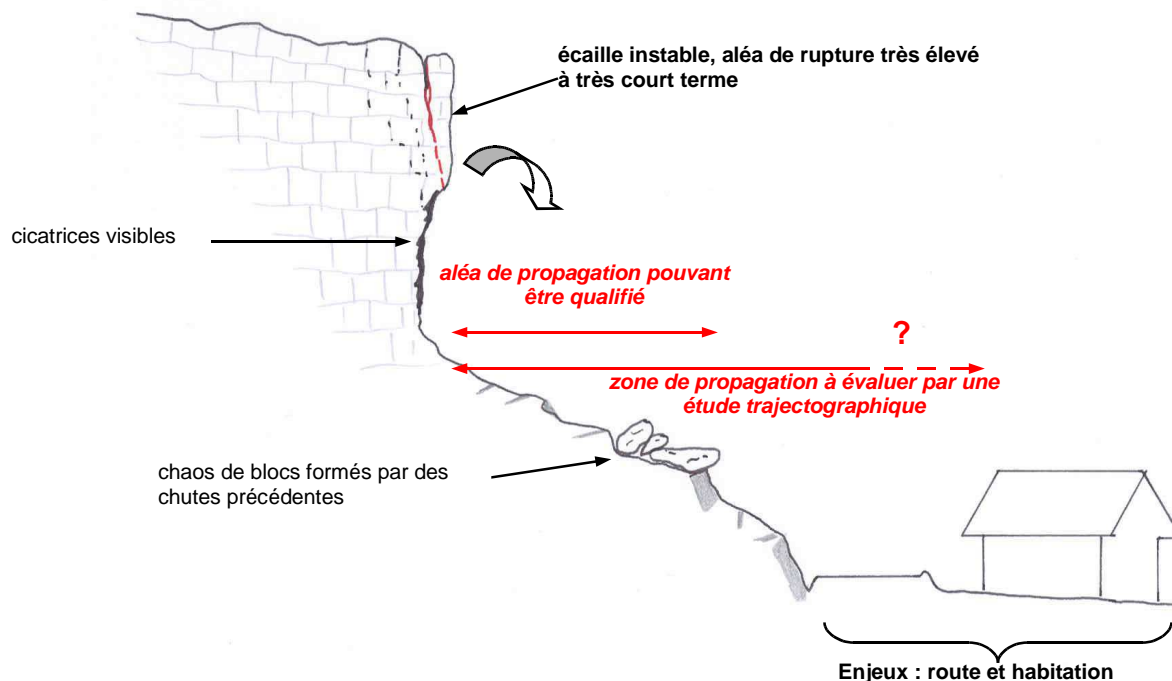 écaille instable, aléa de rupture très élevé
à très court terme
cicatrices visibles
aléa de propagation pouvant
être qualifié
?
zone de propagation à évaluer par une
étude trajectographique
chaos de blocs formés par des
chutes précédentes
Enjeux : route et habitation